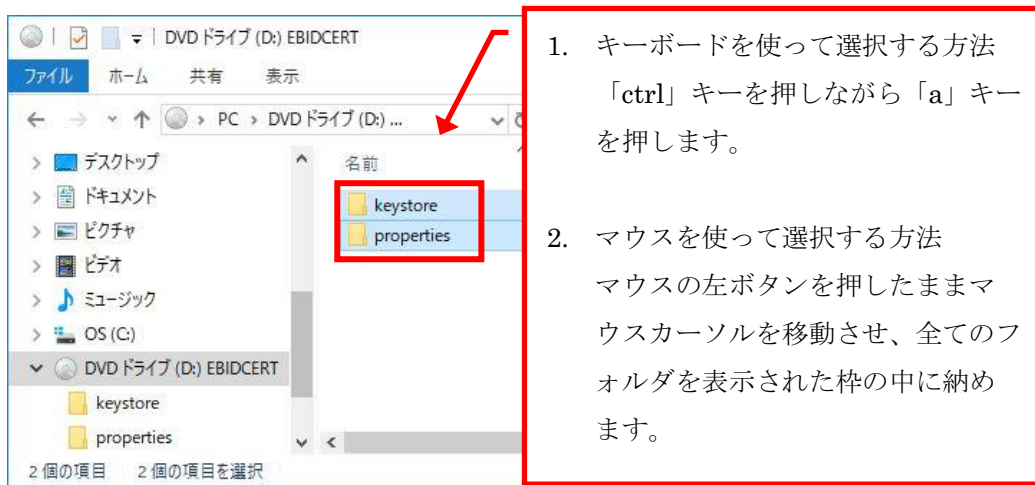 DVD ドライブ (D:) EBIDCERT
ファイル ホーム 共有 表示
PC › DVD ドライブ (D:) ...
デスクトップ
ドキュメント
ピクチャ
ビデオ
ミュージック
OS (C:)
DVD ドライブ (D:) EBIDCERT
keystore
properties
名前
keystore
properties
2 個の項目 2 個の項目を選択
1. キーボードを使って選択する方法
「ctrl」キーを押しながら「a」キー
を押します。
2. マウスを使って選択する方法
マウスの左ボタンを押したままマ
ウスカーソルを移動させ、全てのフ
ォルダを表示された枠の中に納め
ます。